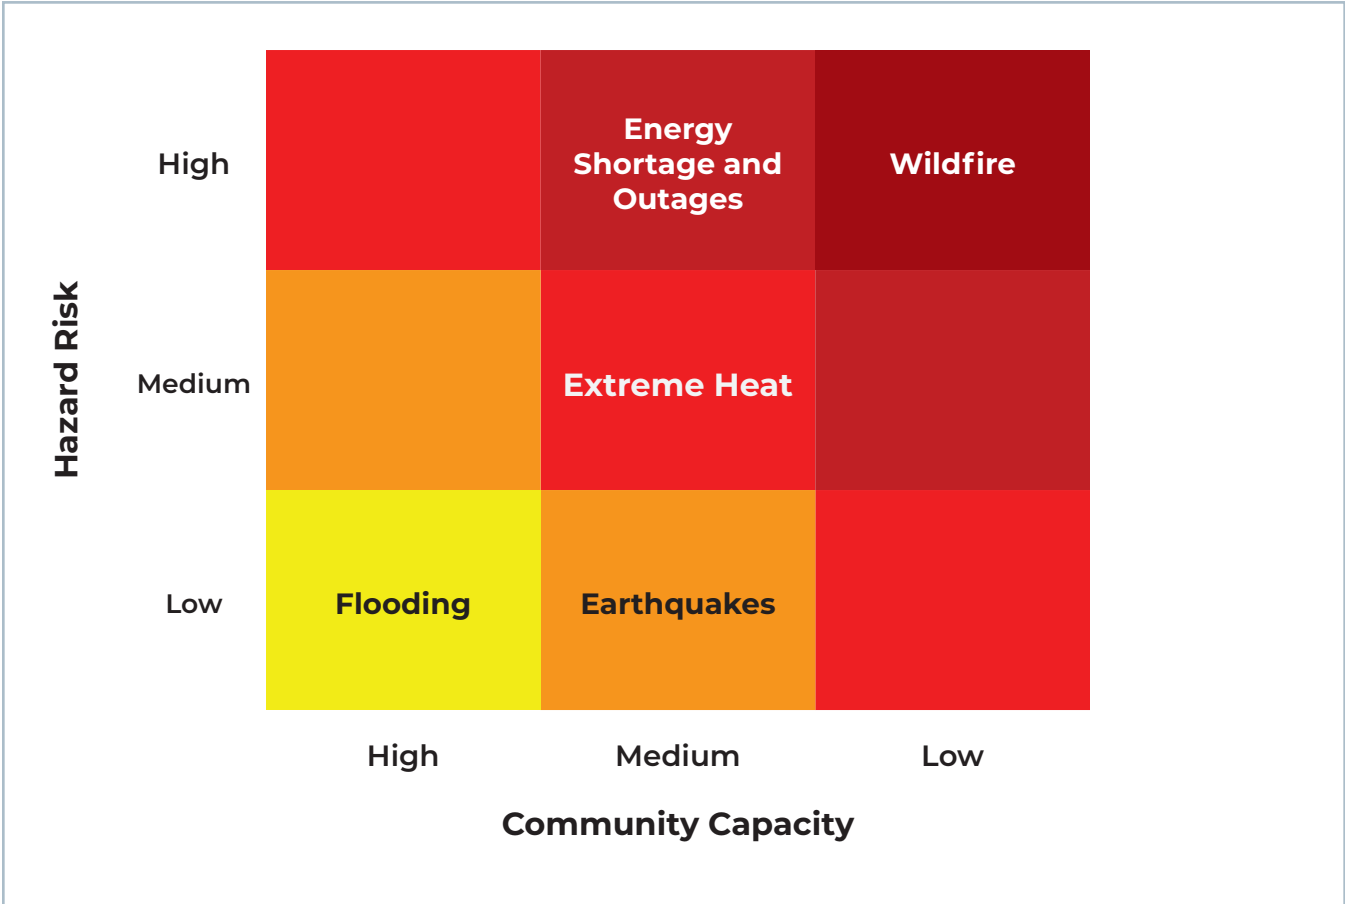 Energy
Shortage and
Outages
Wildfire
High
Hazard Risk
Medium
Extreme Heat
Low
Flooding
Earthquakes
High
Medium
Low
Community Capacity